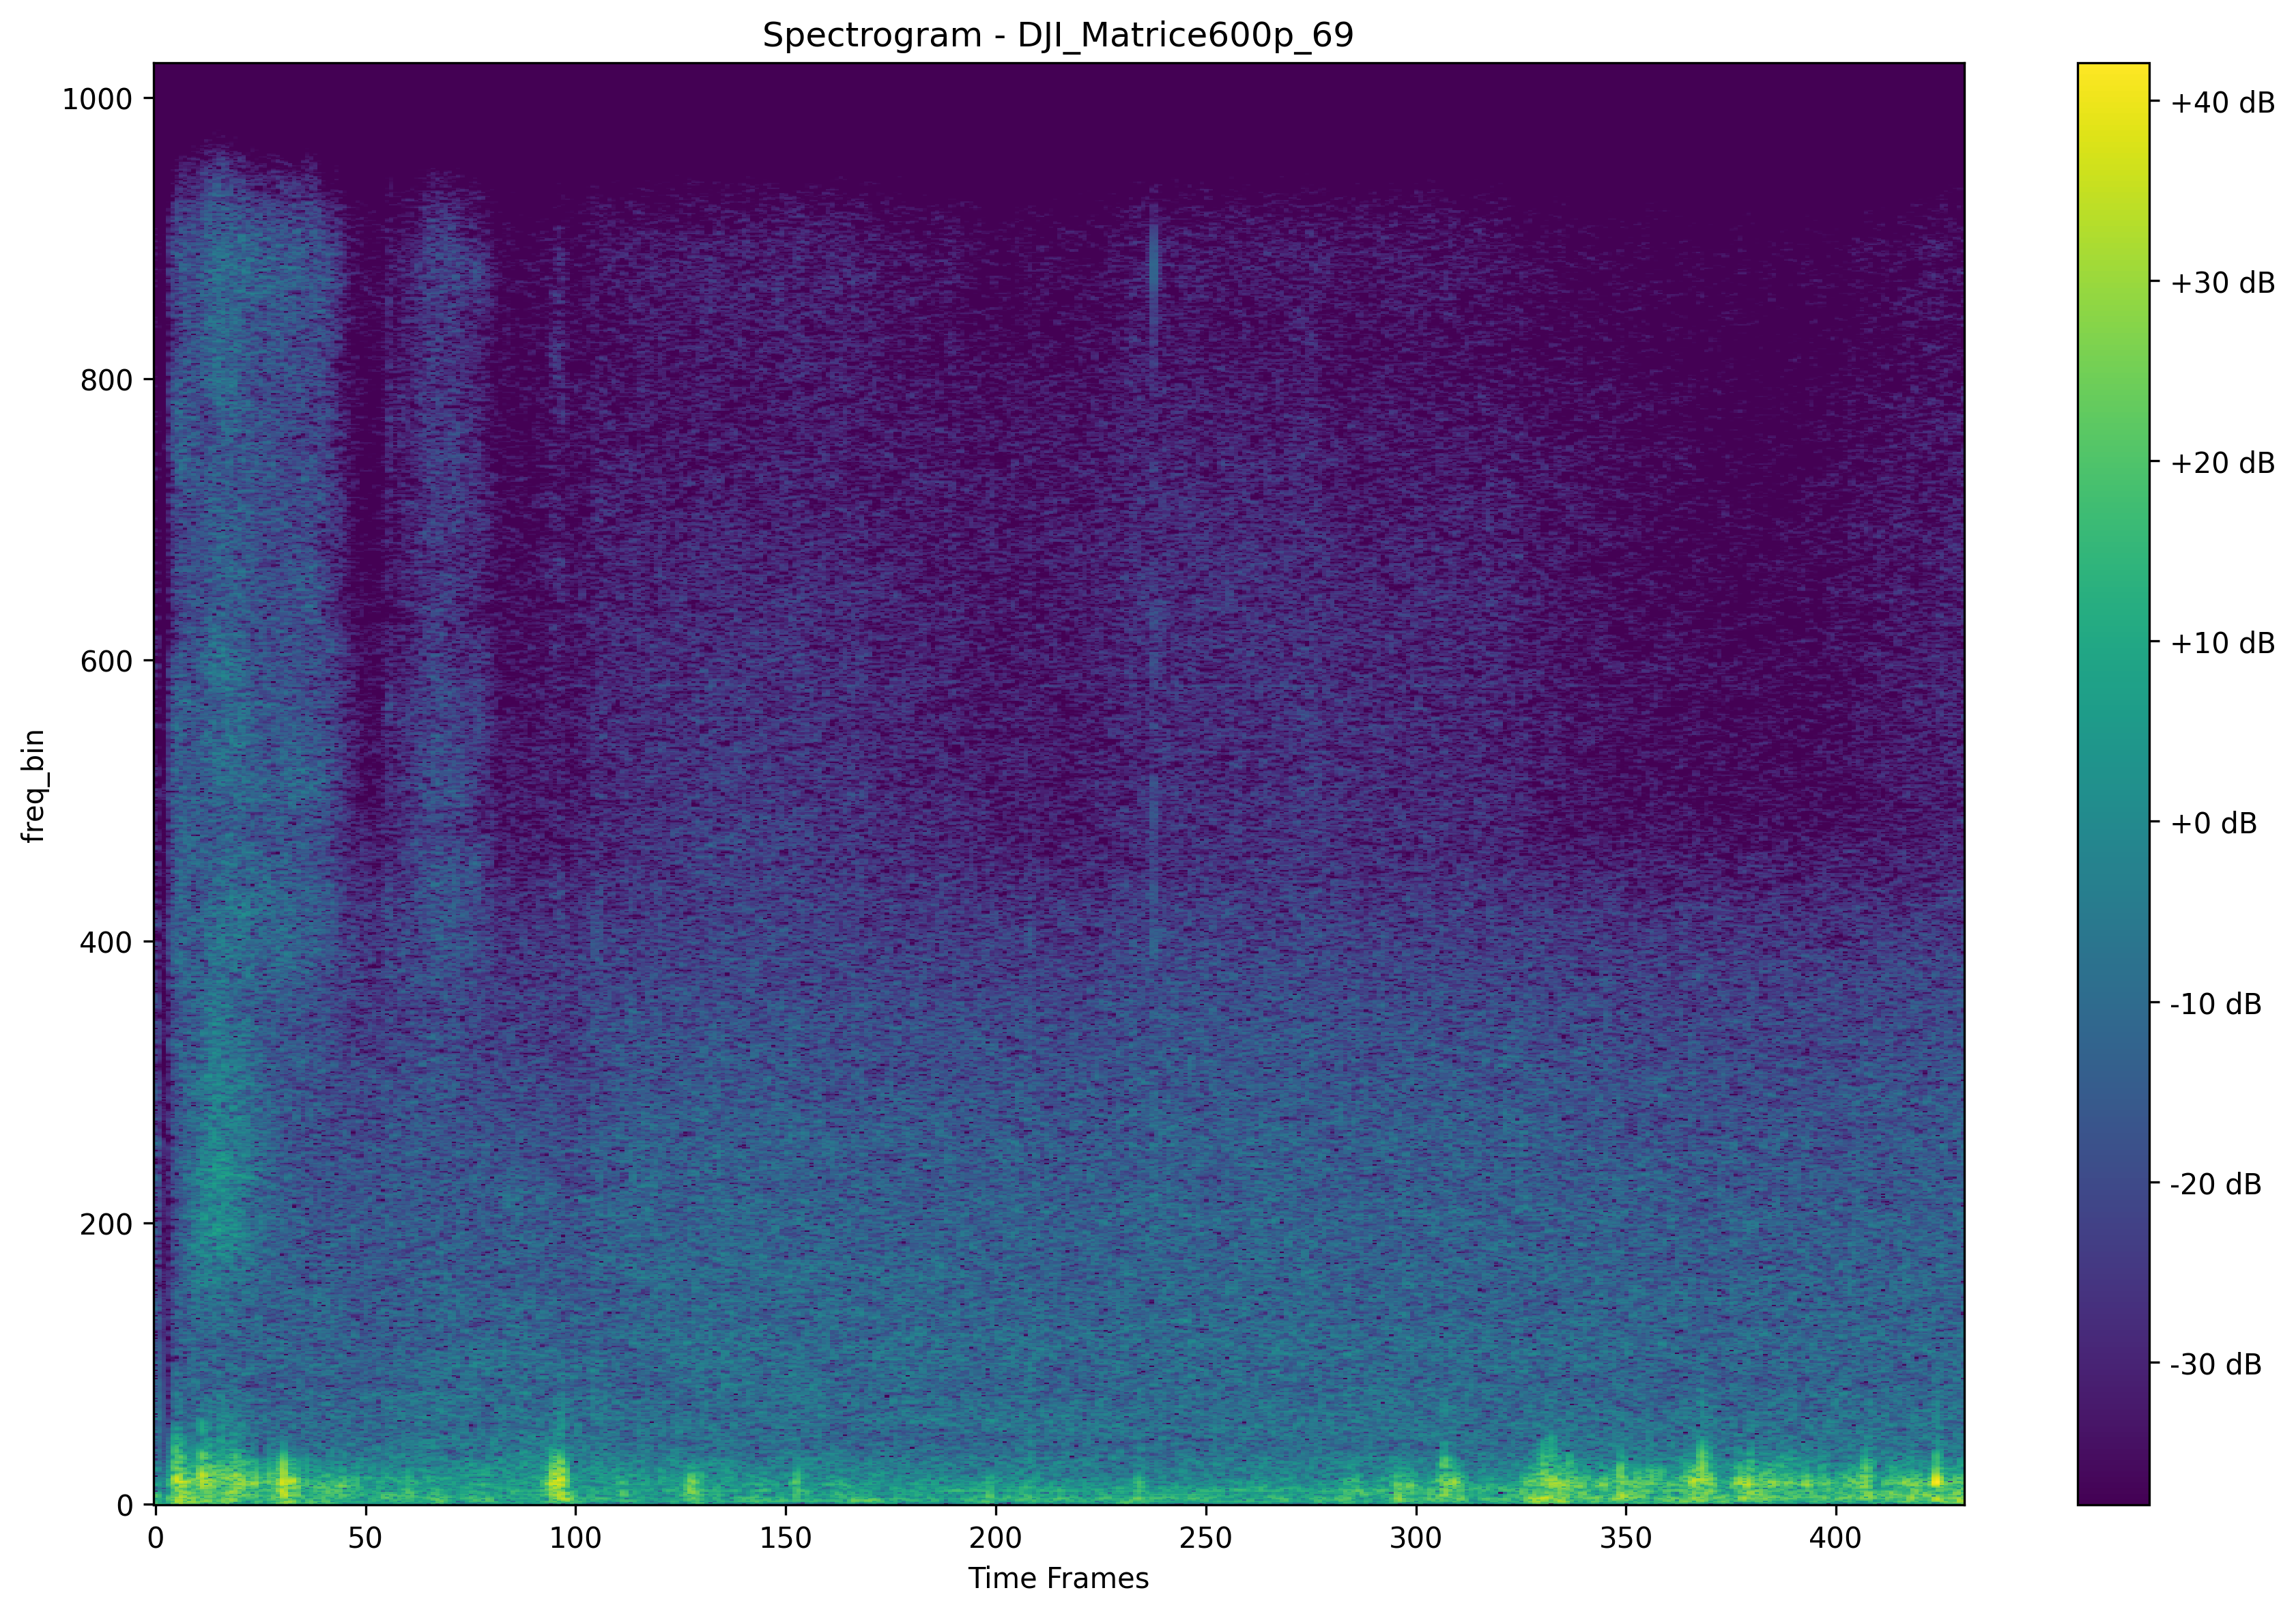 Spectrogram - DJI_Matrice600p_69
1000
800
600
400
200
0
freq_bin
0 50 100 150 200 250 300 350 400
Time Frames
+40 dB
+30 dB
+20 dB
+10 dB
+0 dB
-10 dB
-20 dB
-30 dB